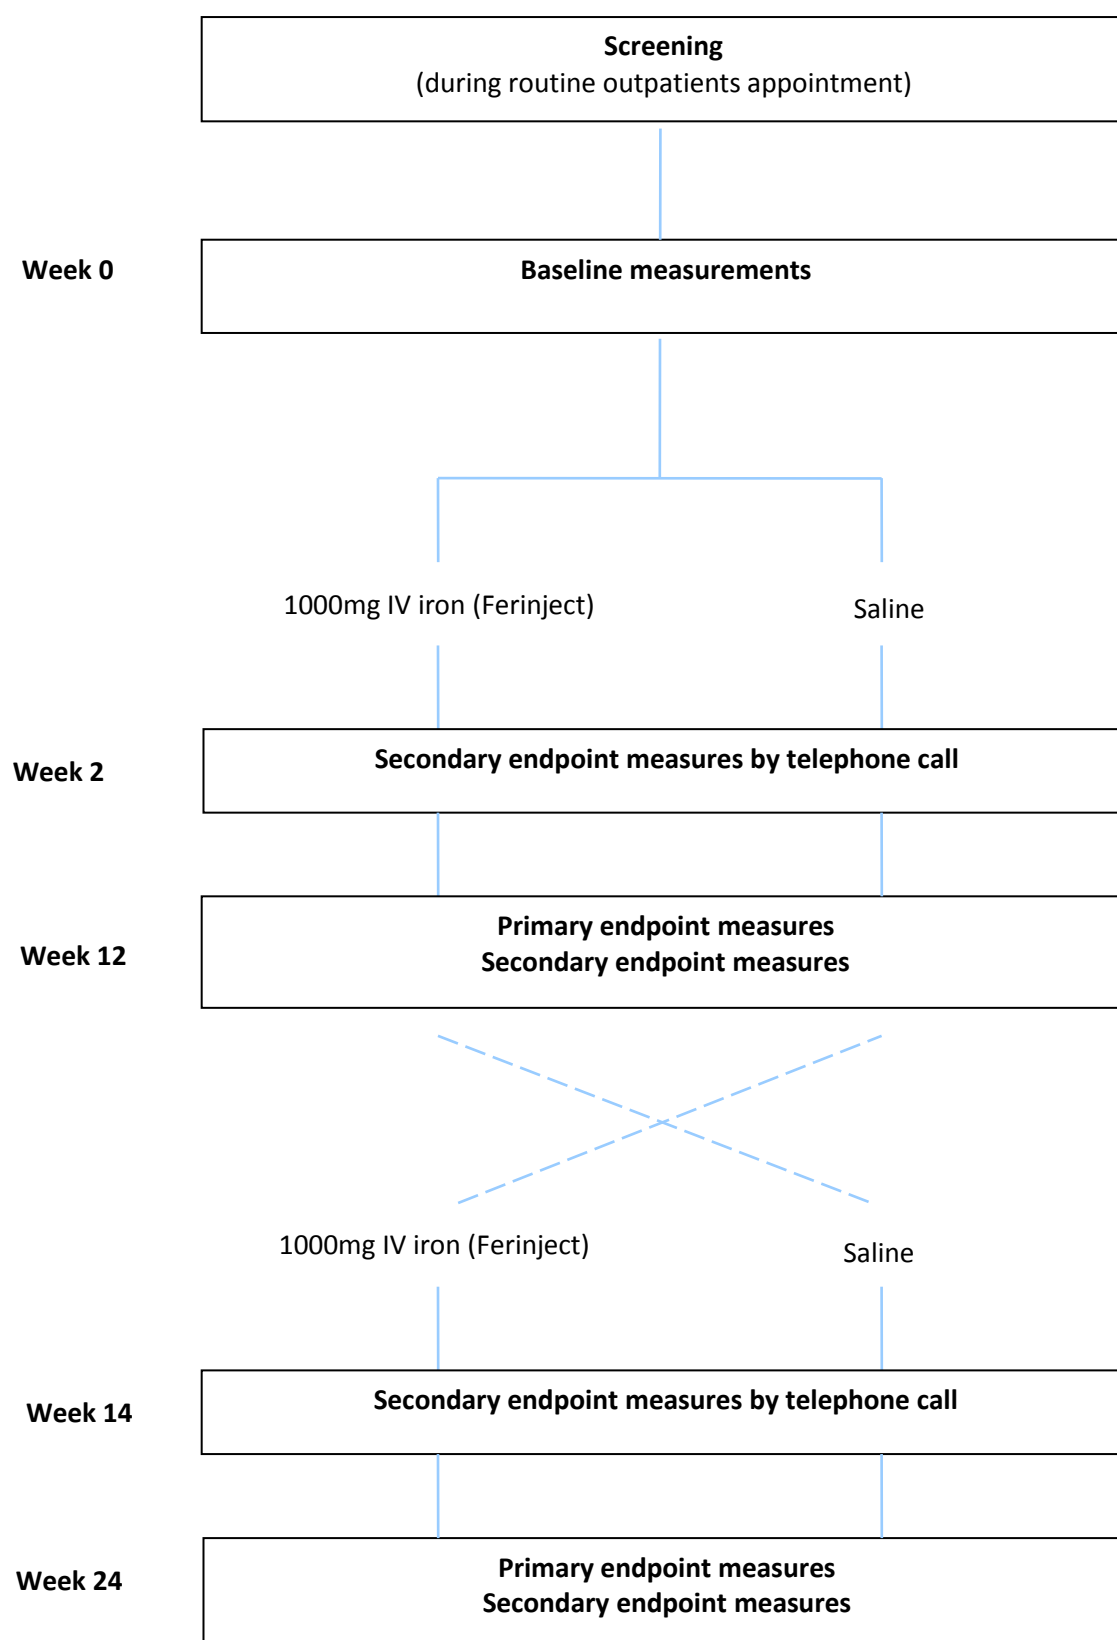 Screening
(during routine outpatients appointment)
Week 0
Baseline measurements
1000mg IV iron (Ferinject)
Saline
Week 2
Secondary endpoint measures by telephone call
Week 12
Primary endpoint measures
Secondary endpoint measures
1000mg IV iron (Ferinject)
Saline
Week 14
Secondary endpoint measures by telephone call
Week 24
Primary endpoint measures
Secondary endpoint measures